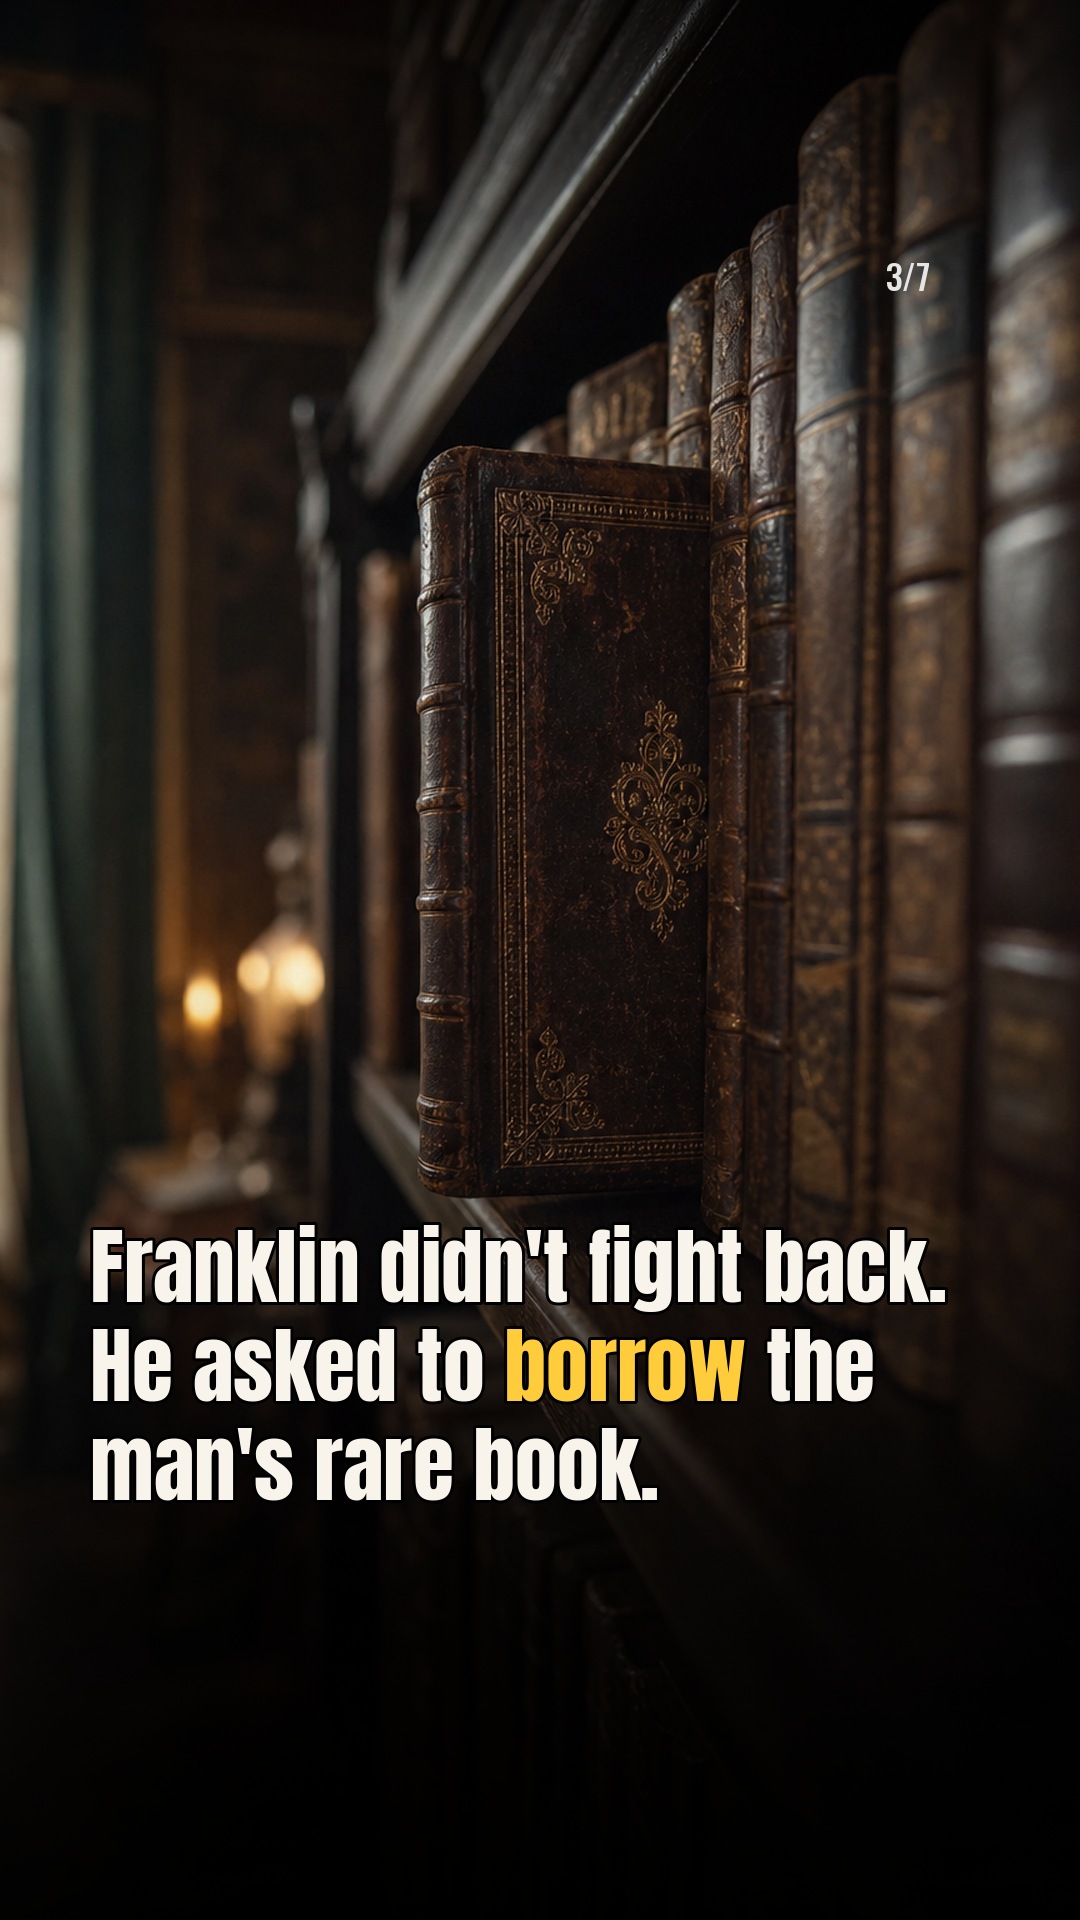 3/7
Franklin didn't fight back.
He asked to borrow the
man's rare book.